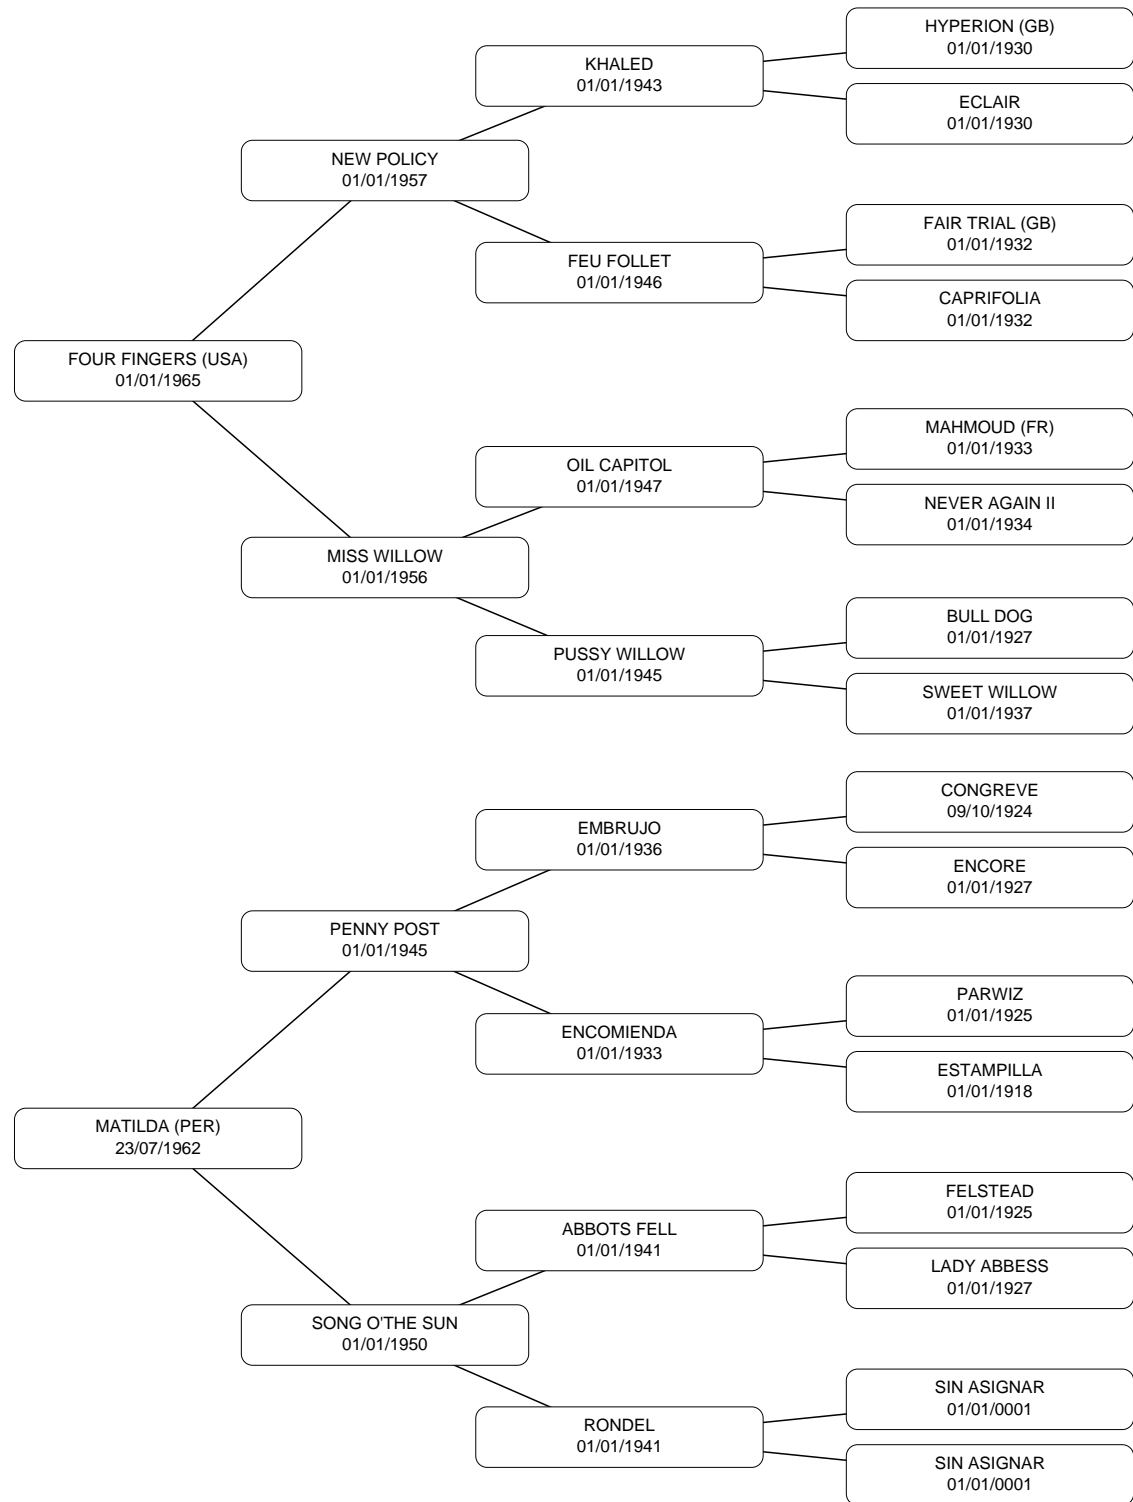 HYPERION (GB)
01/01/1930
KHALED
01/01/1943
ECLAIR
01/01/1930
NEW POLICY
01/01/1957
FAIR TRIAL (GB)
01/01/1932
FEU FOLLET
01/01/1946
CAPRIFOLIA
01/01/1932
FOUR FINGERS (USA)
01/01/1965
MAHMOUD (FR)
01/01/1933
OIL CAPITOL
01/01/1947
NEVER AGAIN II
01/01/1934
MISS WILLOW
01/01/1956
BULL DOG
01/01/1927
PUSSY WILLOW
01/01/1945
SWEET WILLOW
01/01/1937
CONGREVE
09/10/1924
EMBRUJO
01/01/1936
ENCORE
01/01/1927
PENNY POST
01/01/1945
PARWIZ
01/01/1925
ENCOMIENDA
01/01/1933
ESTAMPILLA
01/01/1918
MATILDA (PER)
23/07/1962
FELSTEAD
01/01/1925
ABBOTS FELL
01/01/1941
LADY ABBESS
01/01/1927
SONG O'THE SUN
01/01/1950
SIN ASIGNAR
01/01/0001
RONDEL
01/01/1941
SIN ASIGNAR
01/01/0001